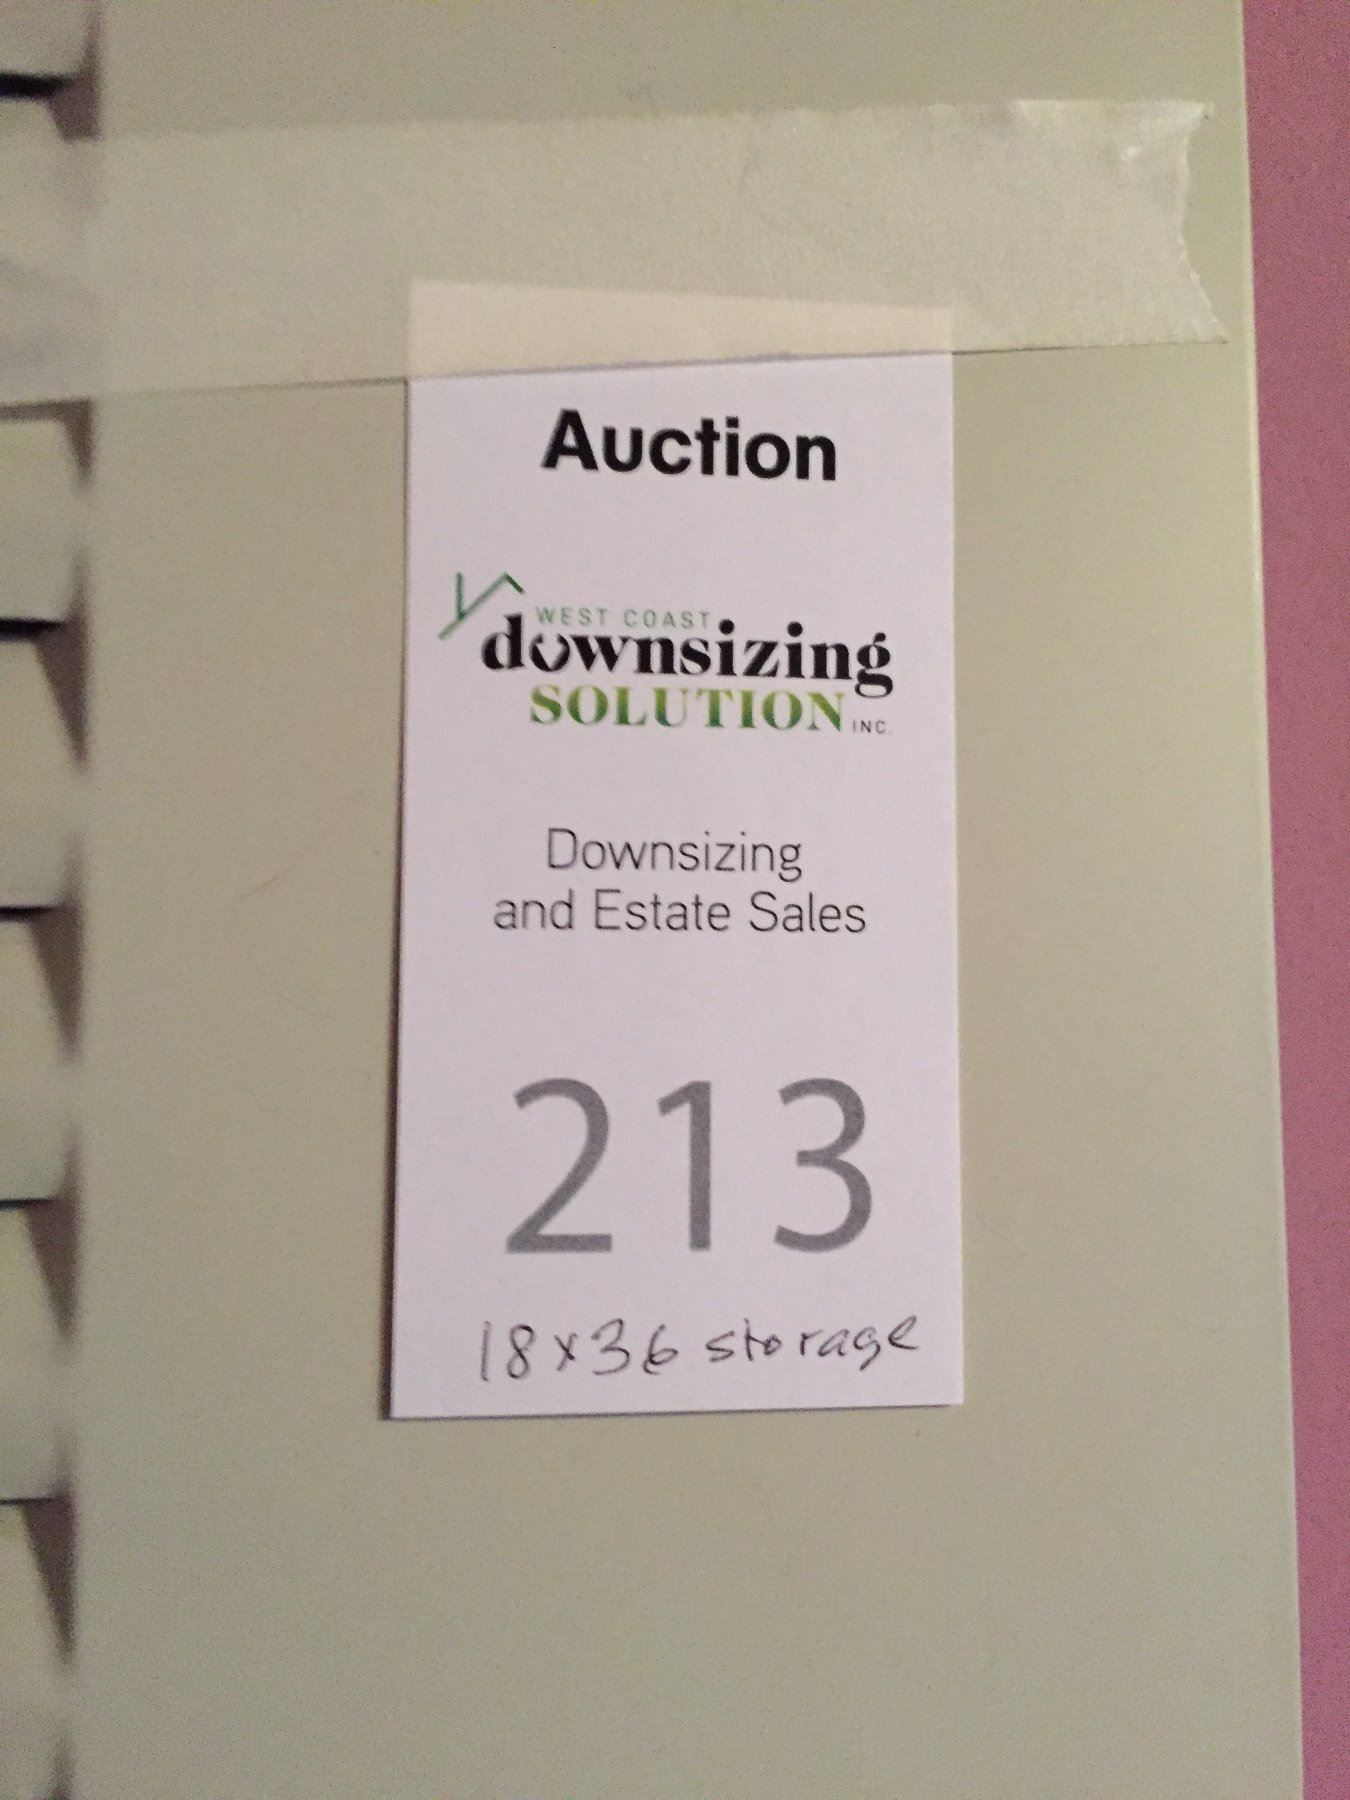 Auction
WEST COAST
downsizing
SOLUTION INC.
Downsizing
and Estate Sales
213
18x36 storage